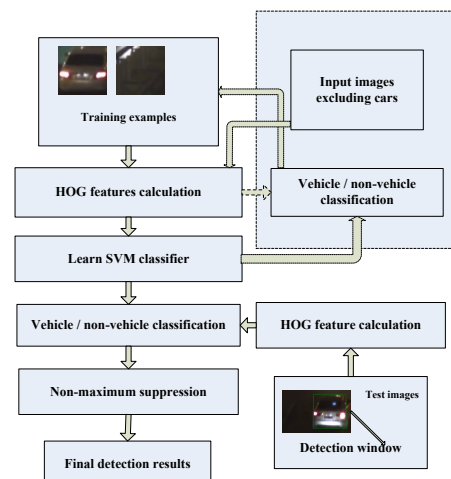 Training examples
Input images
excluding cars
HOG features calculation
Vehicle / non-vehicle
classification
Learn SVM classifier
Vehicle / non-vehicle classification
HOG feature calculation
Non-maximum suppression
Test images
Detection window
Final detection results